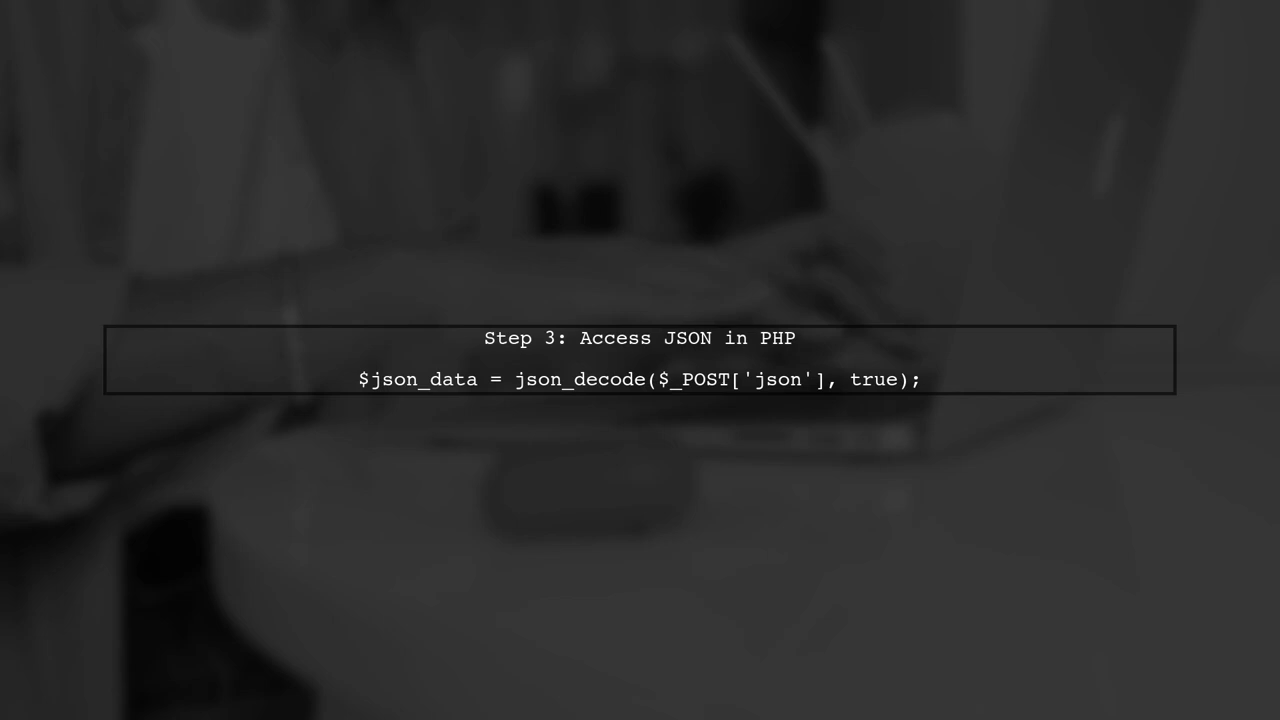 Step 3: Access JSON in PHP
$json_data = json_decode($_POST['json'], true);